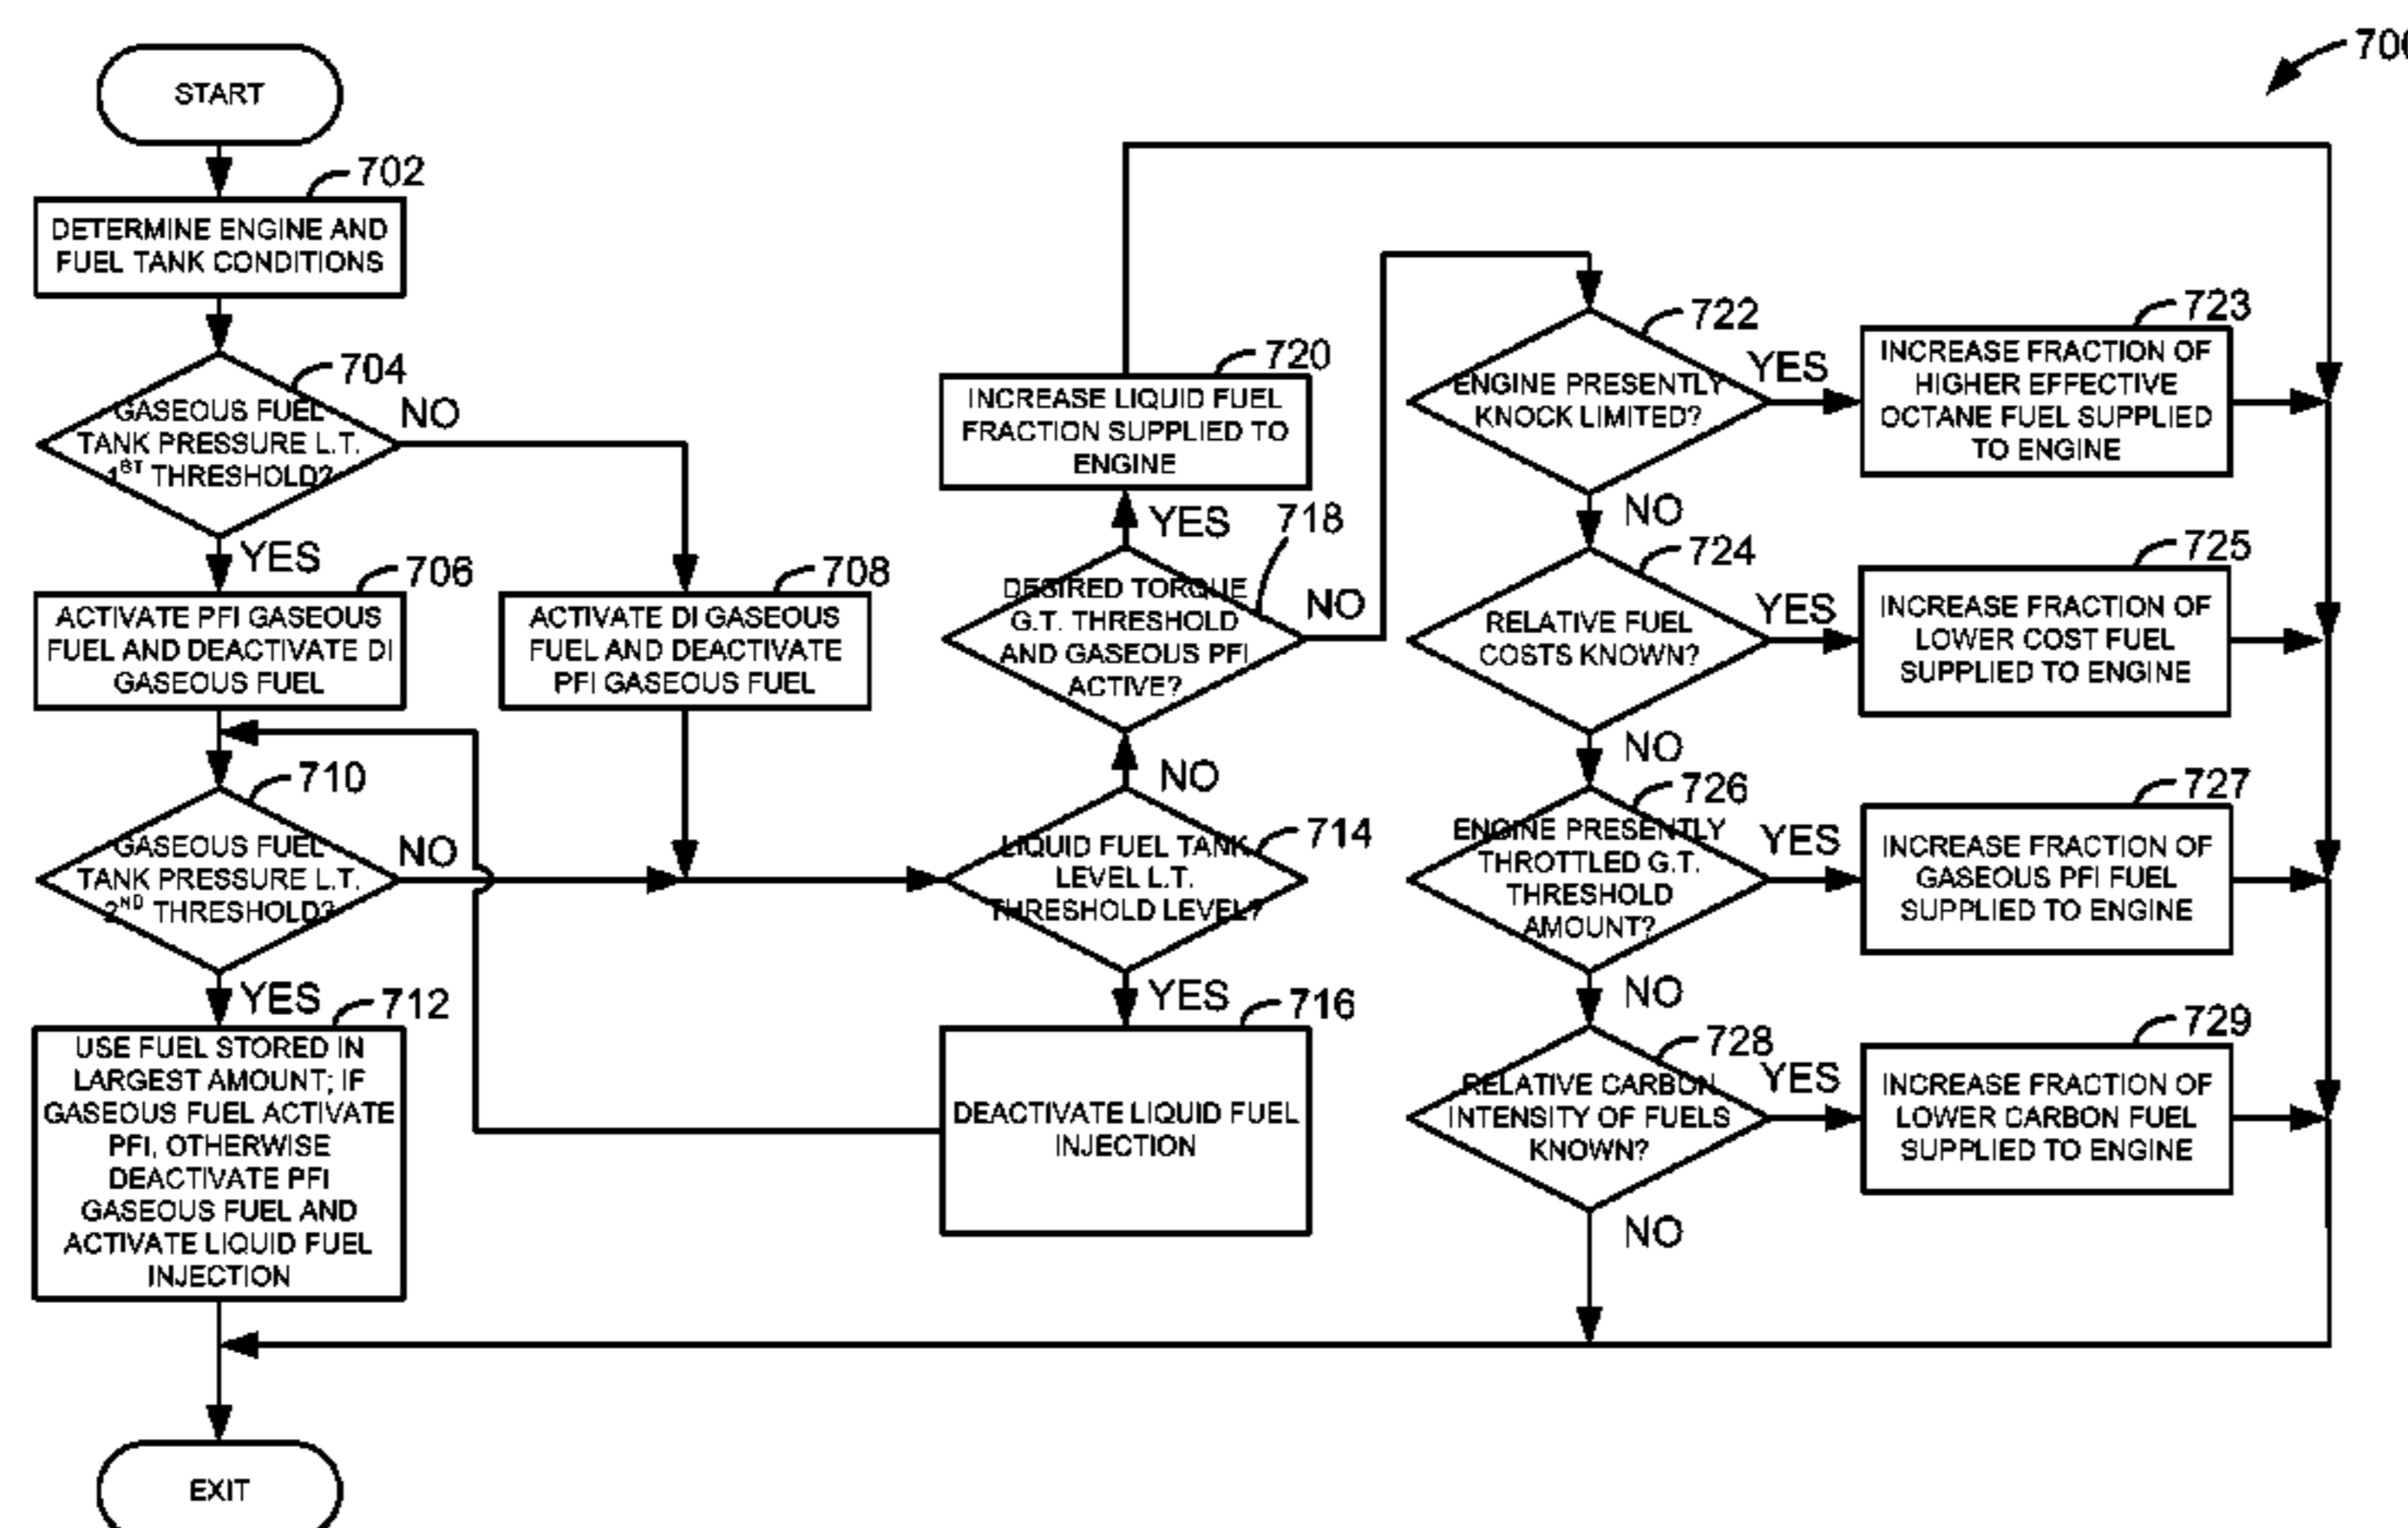 700
START
702
DETERMINE ENGINE AND
FUEL TANK CONDITIONS
704
GASEOUS FUEL
TANK PRESSURE L.T.
1ST THRESHOLD?
NO
YES
706
ACTIVATE PFI GASEOUS
FUEL AND DEACTIVATE DI
GASEOUS FUEL
708
ACTIVATE DI GASEOUS
FUEL AND DEACTIVATE
PFI GASEOUS FUEL
710
GASEOUS FUEL
TANK PRESSURE L.T.
2ND THRESHOLD?
NO
YES
712
USE FUEL STORED IN
LARGEST AMOUNT; IF
GASEOUS FUEL ACTIVATE
PFI, OTHERWISE
DEACTIVATE PFI
GASEOUS FUEL AND
ACTIVATE LIQUID FUEL
INJECTION
EXIT
720
INCREASE LIQUID FUEL
FRACTION SUPPLIED TO
ENGINE
YES
718
DESIRED TORQUE
G.T. THRESHOLD
AND GASEOUS PFI
ACTIVE?
NO
NO
714
LIQUID FUEL TANK
LEVEL L.T.
THRESHOLD LEVEL?
YES
716
DEACTIVATE LIQUID FUEL
INJECTION
722
ENGINE PRESENTLY
KNOCK LIMITED?
YES
NO
723
INCREASE FRACTION OF
HIGHER EFFECTIVE
OCTANE FUEL SUPPLIED
TO ENGINE
724
RELATIVE FUEL
COSTS KNOWN?
YES
NO
725
INCREASE FRACTION OF
LOWER COST FUEL
SUPPLIED TO ENGINE
726
ENGINE PRESENTLY
THROTTLED G.T.
THRESHOLD
AMOUNT?
YES
NO
727
INCREASE FRACTION OF
GASEOUS PFI FUEL
SUPPLIED TO ENGINE
728
RELATIVE CARBON
INTENSITY OF FUELS
KNOWN?
YES
NO
729
INCREASE FRACTION OF
LOWER CARBON FUEL
SUPPLIED TO ENGINE